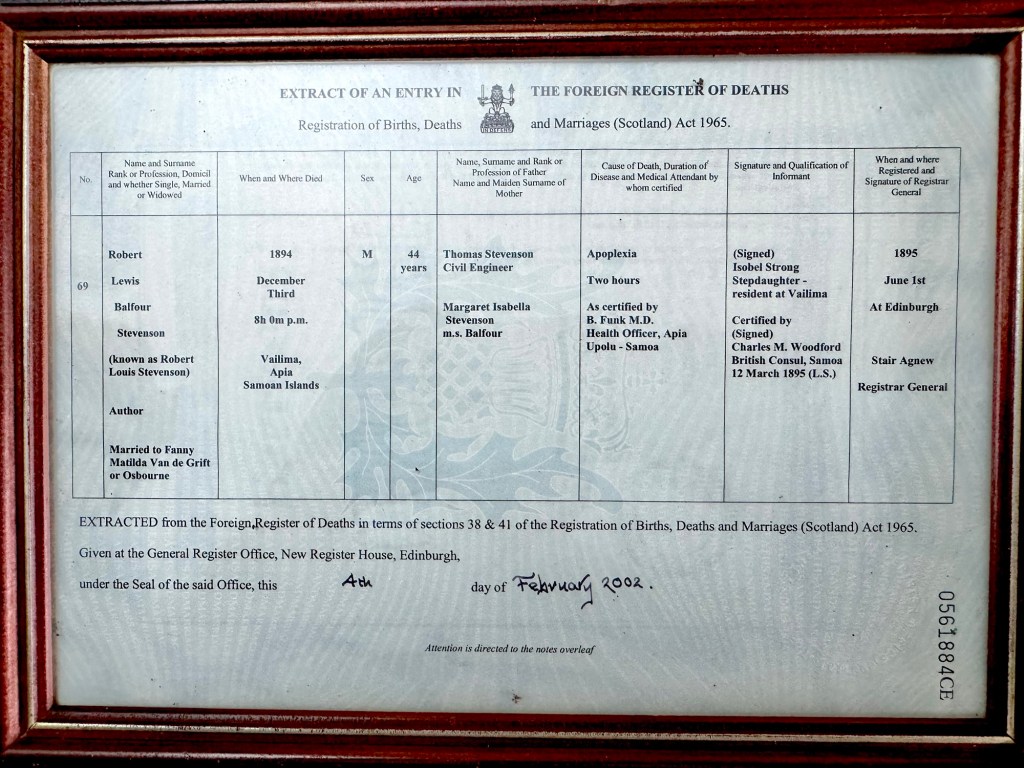 EXTRACT OF AN ENTRY IN THE FOREIGN REGISTER OF DEATHS
Registration of Births, Deaths and Marriages (Scotland) Act 1965.
No.
Name and Surname
Rank or Profession, Domicil
and whether Single, Married
or Widowed
When and Where Died
Sex
Age
Name, Surname and Rank or
Profession of Father
Name and Maiden Surname of
Mother
Cause of Death, Duration of
Disease and Medical Attendant by
whom certified
Signature and Qualification of
Informant
When and where
Registered and
Signature of Registrar
General
69
Robert
Lewis
Balfour
Stevenson
(known as Robert
Louis Stevenson)
Author
Married to Fanny
Matilda Van de Grift
or Osbourne
1894
December
Third
8h 0m p.m.
Vailima,
Apia
Samoan Islands
M
44
years
Thomas Stevenson
Civil Engineer
Margaret Isabella
Stevenson
m.s. Balfour
Apoplexia
Two hours
As certified by
B. Funk M.D.
Health Officer, Apia
Upolu - Samoa
(Signed)
Isobel Strong
Stepdaughter -
resident at Vailima
Certified by
(Signed)
Charles M. Woodford
British Consul, Samoa
12 March 1895 (L.S.)
1895
June 1st
At Edinburgh
Stair Agnew
Registrar General
EXTRACTED from the Foreign Register of Deaths in terms of sections 38 & 41 of the Registration of Births, Deaths and Marriages (Scotland) Act 1965.
Given at the General Register Office, New Register House, Edinburgh,
under the Seal of the said Office, this 4th day of February 2002.
Attention is directed to the notes overleaf
0561884CE